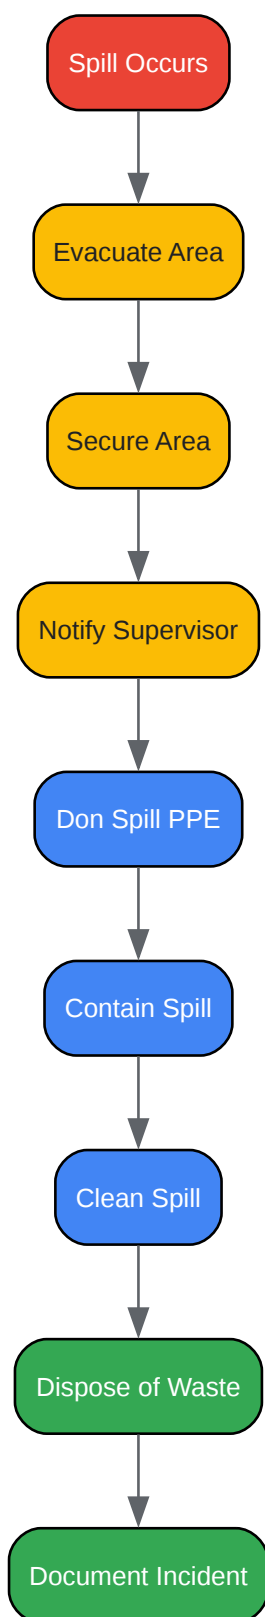 Spill Occurs
Evacuate Area
Secure Area
Notify Supervisor
Don Spill PPE
Contain Spill
Clean Spill
Dispose of Waste
Document Incident